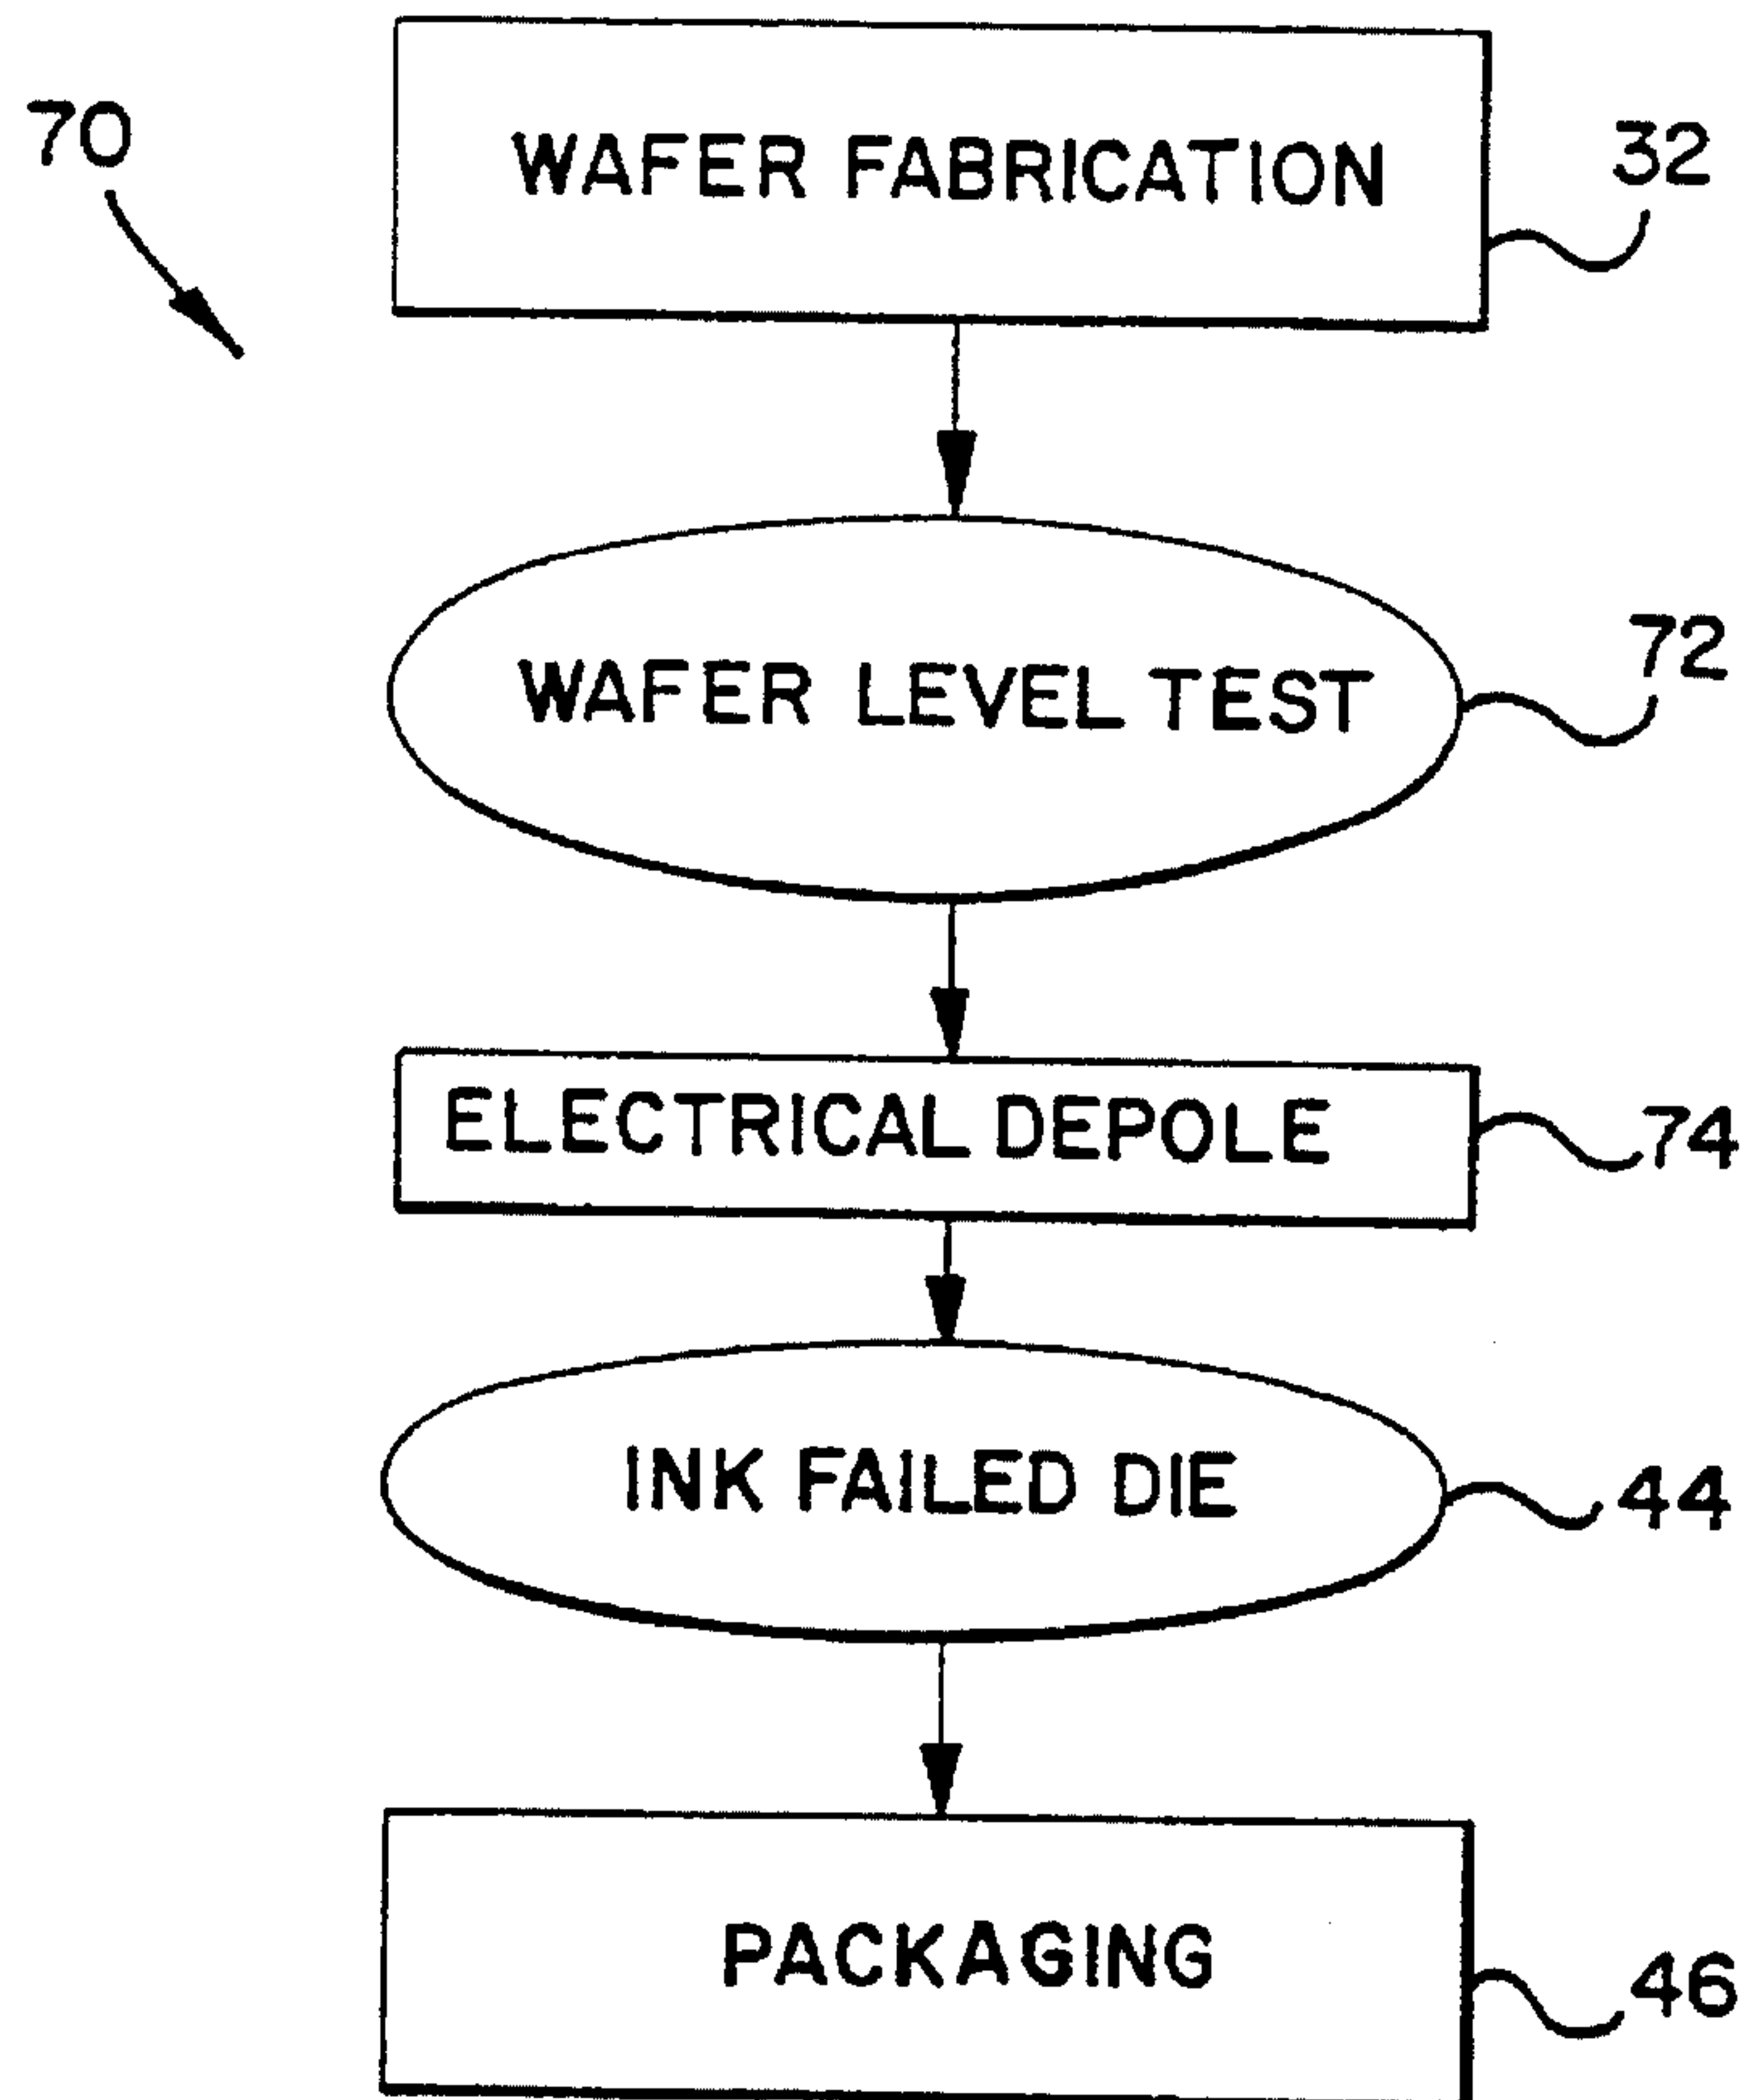 70
WAFER FABRICATION
32
WAFER LEVEL TEST
72
ELECTRICAL DEPOLE
74
INK FAILED DIE
44
PACKAGING
46